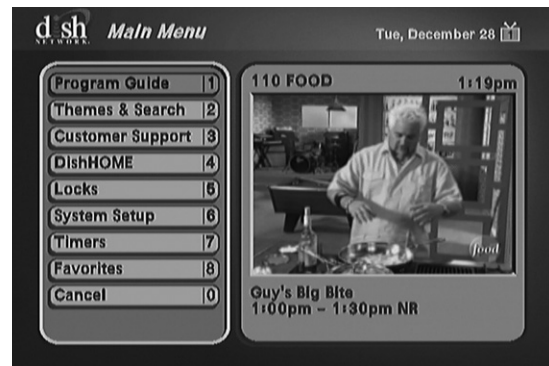 dish
NETWORK.
Main Menu
Tue, December 28
1
Program Guide 1
Themes & Search 2
Customer Support 3
DishHOME 4
Locks 5
System Setup 6
Timers 7
Favorites 8
Cancel 0
110 FOOD 1:19pm
food
Guy's Big Bite
1:00pm - 1:30pm NR